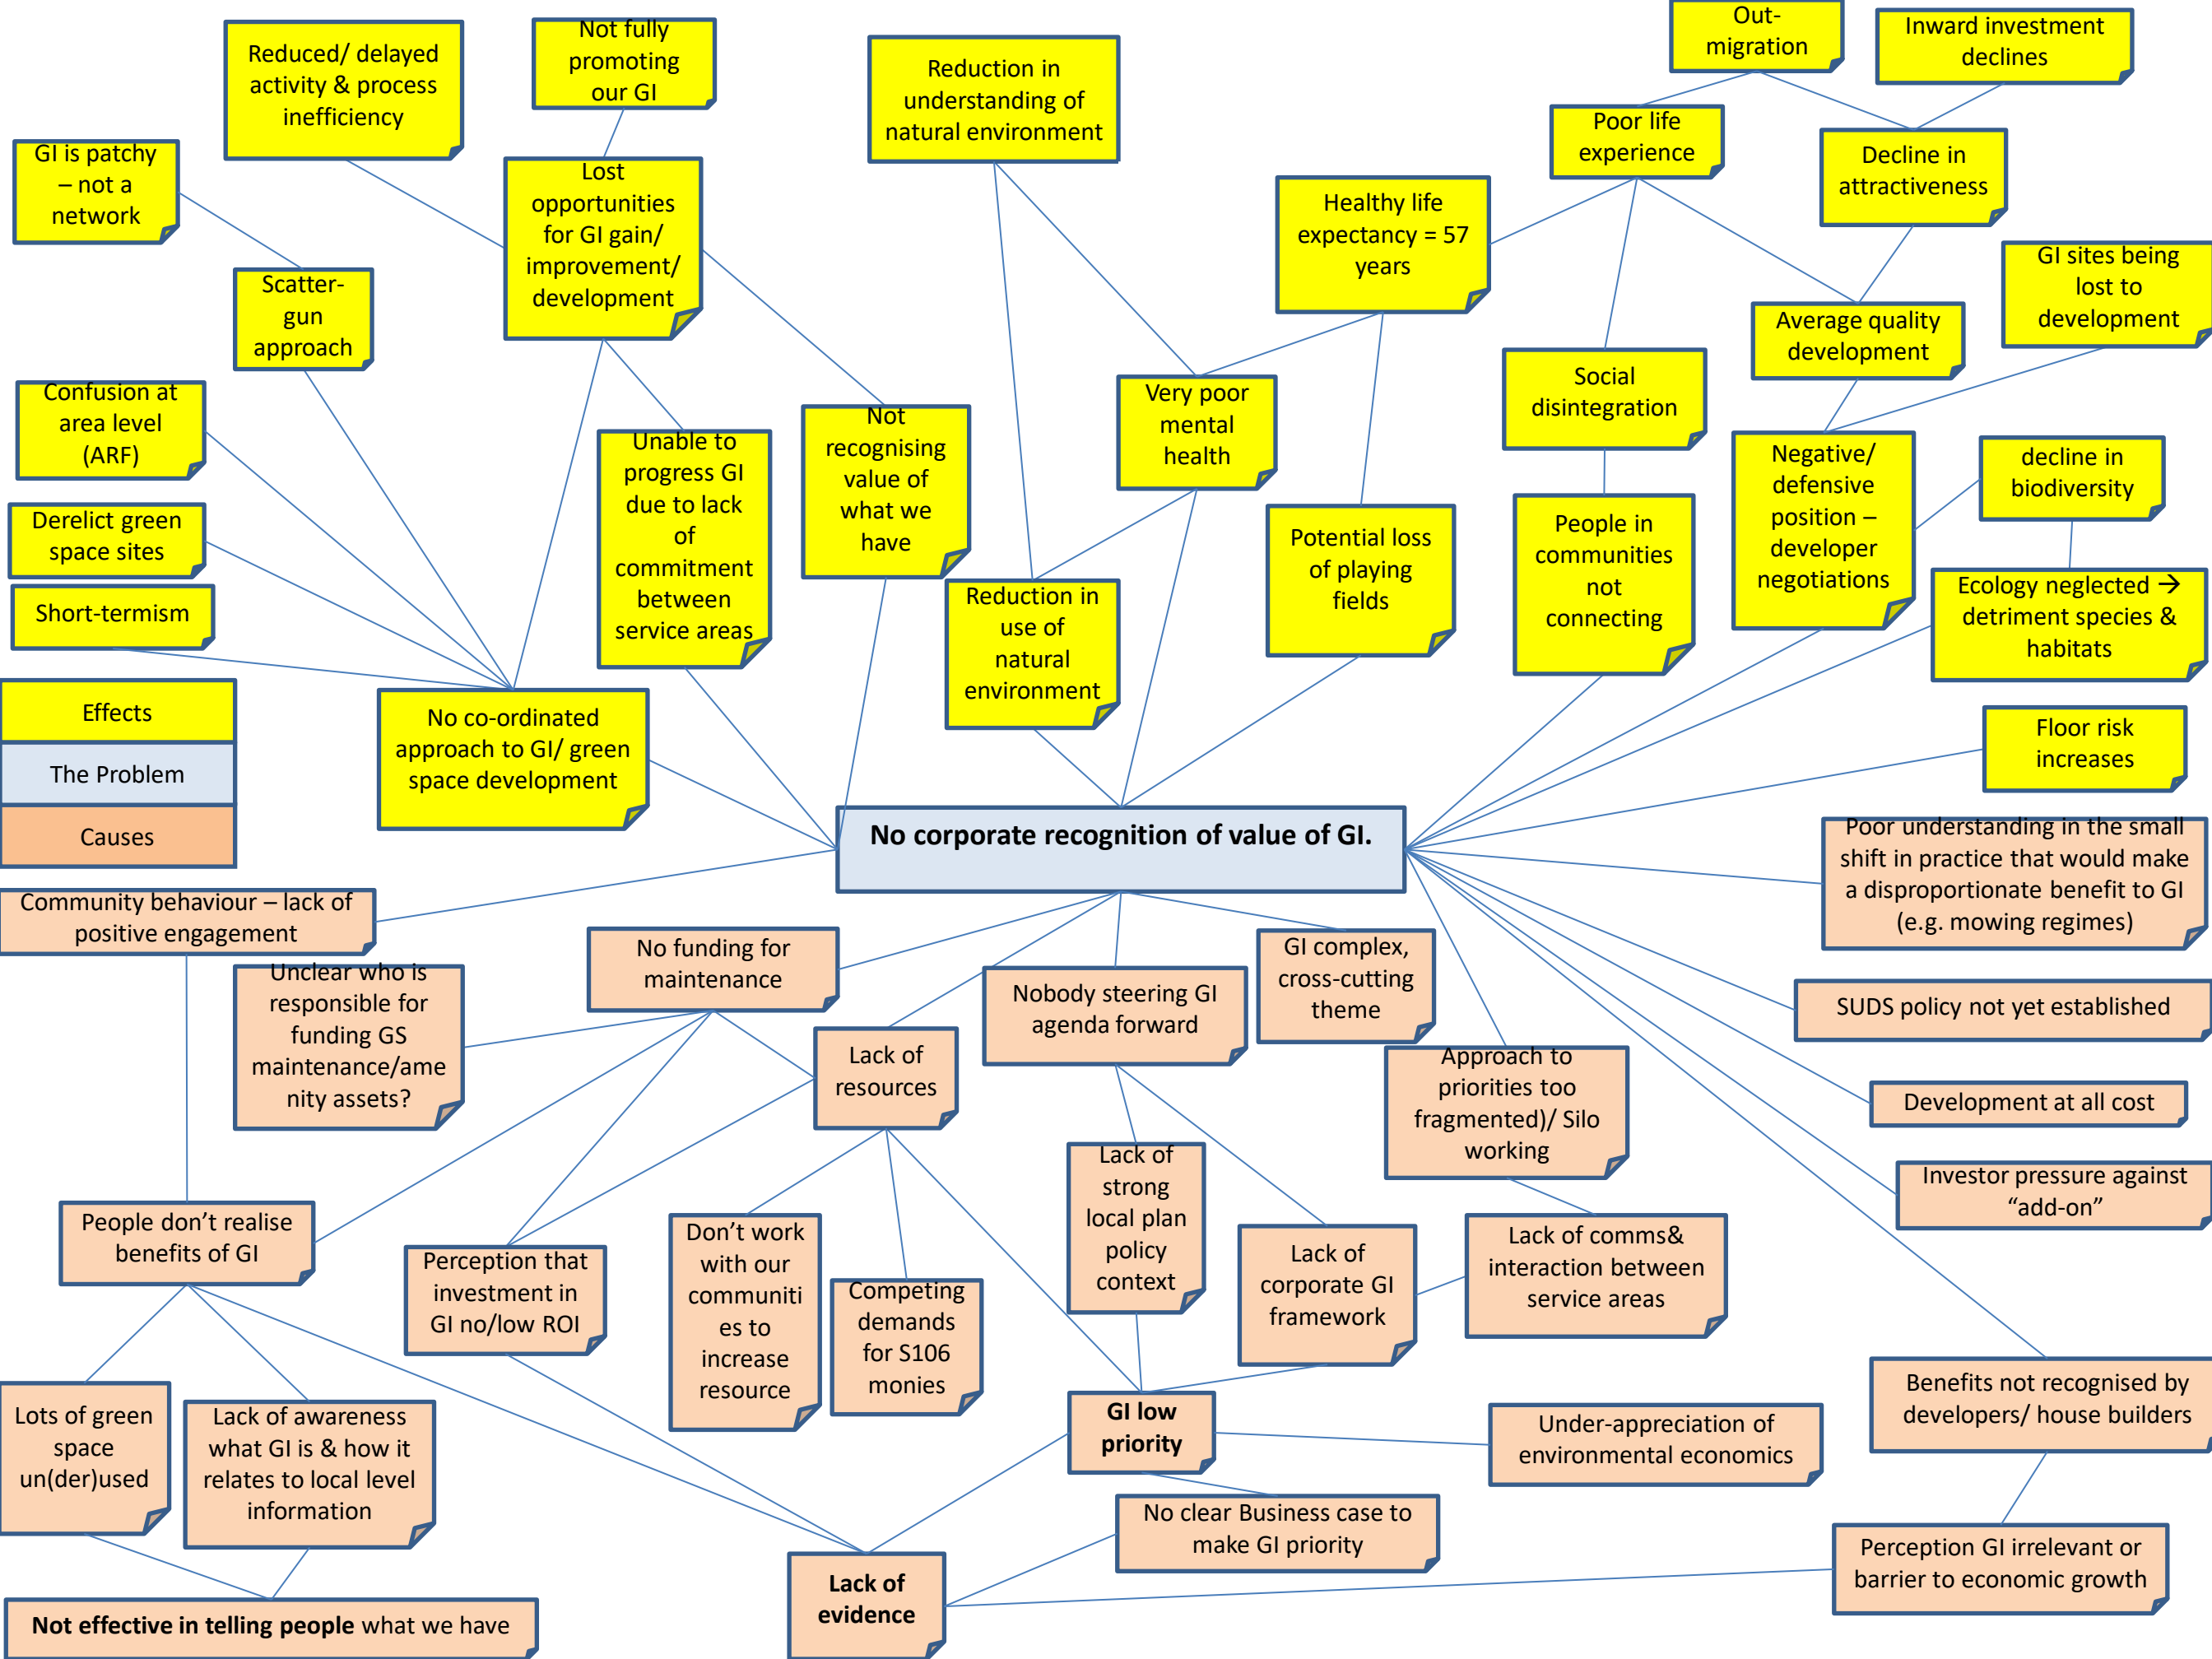 Out-
migration
Inward investment
declines
Not fully
promoting
our GI
Reduced/ delayed
activity & process
inefficiency
Reduction in
understanding of
natural environment
Poor life
experience
Decline in
attractiveness
GI is patchy
– not a
network
Lost
opportunities
for GI gain/
improvement/
development
Healthy life
expectancy = 57
years
GI sites being
lost to
development
Scatter-
gun
approach
Average quality
development
Social
disintegration
Confusion at
area level
(ARF)
Very poor
mental
health
Not
recognising
value of
what we
have
Unable to
progress GI
due to lack
of
commitment
between
service areas
Negative/
defensive
position –
developer
negotiations
decline in
biodiversity
Derelict green
space sites
People in
communities
not
connecting
Potential loss
of playing
fields
Short-termism
Reduction in
use of
natural
environment
Ecology neglected →
detriment species &
habitats
Effects
The Problem
Causes
No co-ordinated
approach to GI/ green
space development
Floor risk
increases
No corporate recognition of value of GI.
Poor understanding in the small
shift in practice that would make
a disproportionate benefit to GI
(e.g. mowing regimes)
Community behaviour – lack of
positive engagement
No funding for
maintenance
GI complex,
cross-cutting
theme
Unclear who is
responsible for
funding GS
maintenance/ame
nity assets?
Nobody steering GI
agenda forward
SUDS policy not yet established
Lack of
resources
Approach to
priorities too
fragmented)/ Silo
working
Development at all cost
Lack of
strong
local plan
policy
context
Investor pressure against
“add-on”
People don’t realise
benefits of GI
Don’t work
with our
communiti
es to
increase
resource
Lack of
corporate GI
framework
Lack of comms&
interaction between
service areas
Perception that
investment in
GI no/low ROI
Competing
demands
for S106
monies
Benefits not recognised by
developers/ house builders
Lots of green
space
un(der)used
Lack of awareness
what GI is & how it
relates to local level
information
GI low
priority
Under-appreciation of
environmental economics
No clear Business case to
make GI priority
Perception GI irrelevant or
barrier to economic growth
Lack of
evidence
Not effective in telling people what we have